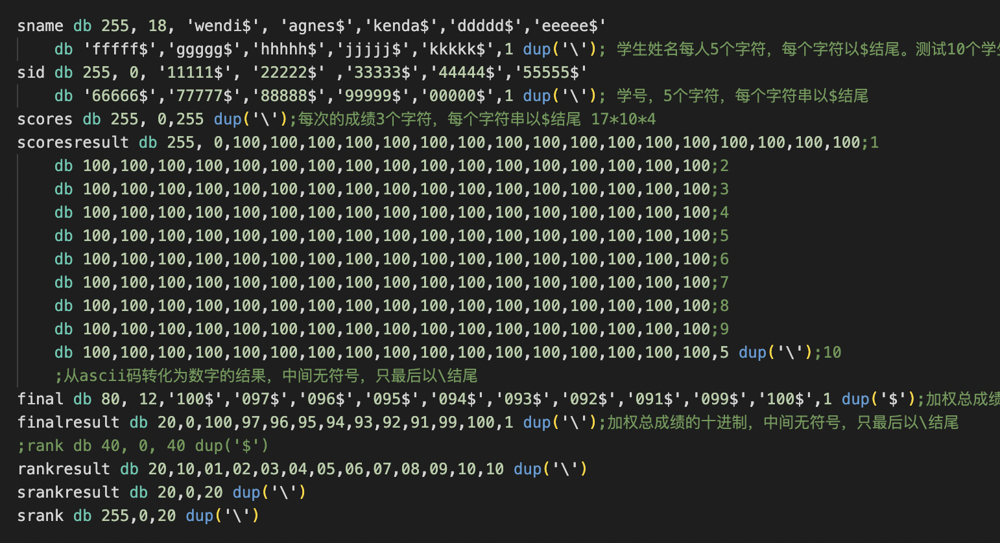 sname db 255, 18, 'wendi$', 'agnes$','kenda$','ddddd$','eeeee$'
db 'fffff$','ggggg$','hhhhh$','jjjjj$','kkkkk$',1 dup('\'); 学生姓名每人5个字符，每个字符以$结尾。测试10个学
sid db 255, 0, '11111$', '22222$' ,'33333$','44444$','55555$'
db '66666$','77777$','88888$','99999$','00000$',1 dup('\'); 学号，5个字符，每个字符串以$结尾
scores db 255, 0,255 dup('\');每次的成绩3个字符，每个字符串以$结尾 17*10*4
scoresresult db 255, 0,100,100,100,100,100,100,100,100,100,100,100,100,100,100,100,100,100;1
db 100,100,100,100,100,100,100,100,100,100,100,100,100,100,100,100,100;2
db 100,100,100,100,100,100,100,100,100,100,100,100,100,100,100,100,100;3
db 100,100,100,100,100,100,100,100,100,100,100,100,100,100,100,100,100;4
db 100,100,100,100,100,100,100,100,100,100,100,100,100,100,100,100,100;5
db 100,100,100,100,100,100,100,100,100,100,100,100,100,100,100,100,100;6
db 100,100,100,100,100,100,100,100,100,100,100,100,100,100,100,100,100;7
db 100,100,100,100,100,100,100,100,100,100,100,100,100,100,100,100,100;8
db 100,100,100,100,100,100,100,100,100,100,100,100,100,100,100,100,100;9
db 100,100,100,100,100,100,100,100,100,100,100,100,100,100,100,100,100,5 dup('\');10
;从ascii码转化为数字的结果，中间无符号，只最后以\结尾
final db 80, 12,'100$','097$','096$','095$','094$','093$','092$','091$','099$','100$',1 dup('$');加权总成绩
finalresult db 20,0,100,97,96,95,94,93,92,91,99,100,1 dup('\');加权总成绩的十进制，中间无符号，只最后以\结尾
;rank db 40, 0, 40 dup('$')
rankresult db 20,10,01,02,03,04,05,06,07,08,09,10,10 dup('\')
srankresult db 20,0,20 dup('\')
srank db 255,0,20 dup('\')